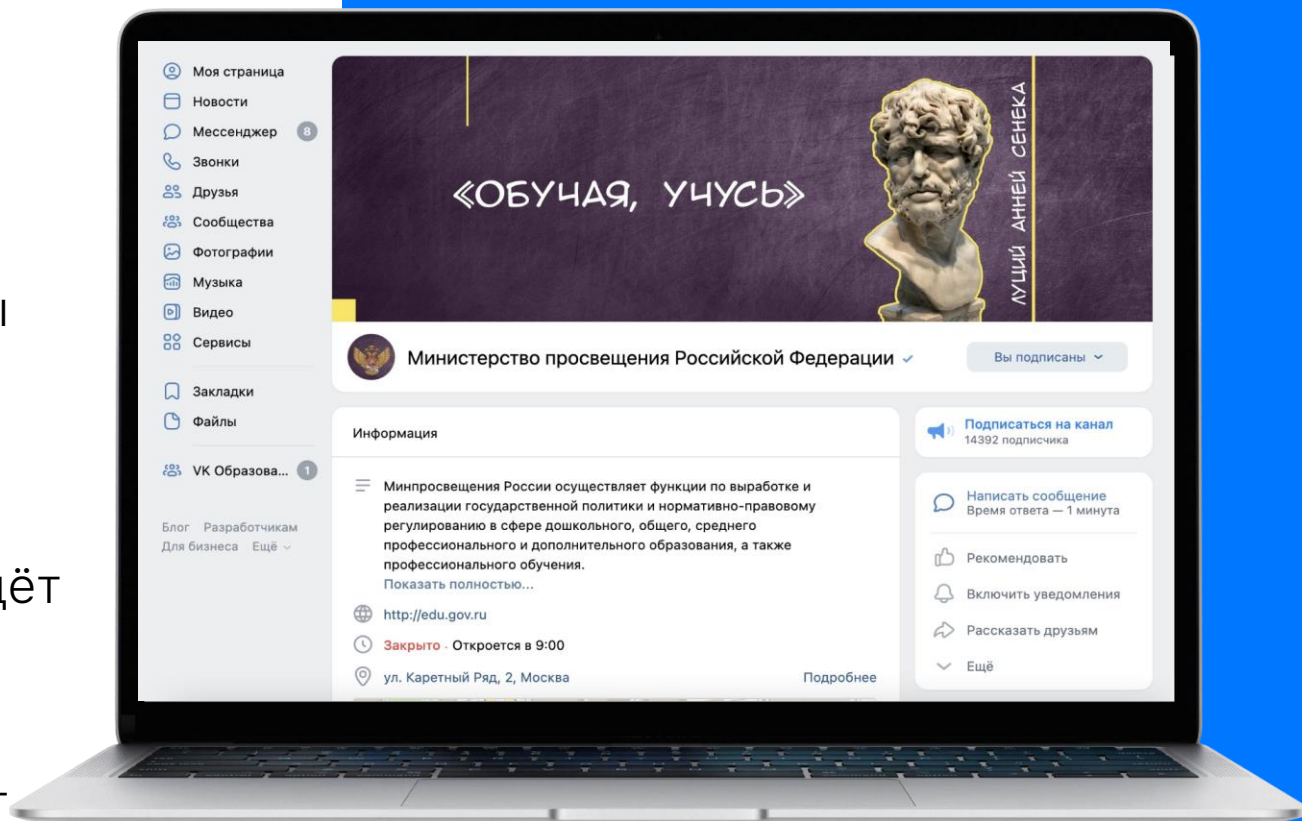 Моя страница
Новости
Мессенджер 8
Звонки
Друзья
Сообщества
Фотографии
Музыка
Видео
Сервисы
Закладки
Файлы
VK Образова... 1
Блог Разработчикам
Для бизнеса Ещё
«ОБУЧАЯ, УЧУСЬ»
ЛУЦИЙ АННЕЙ СЕНЕКА
Министерство просвещения Российской Федерации
Вы подписаны
Информация
Минпросвещения России осуществляет функции по выработке и
реализации государственной политики и нормативно-правовому
регулированию в сфере дошкольного, общего, среднего
профессионального и дополнительного образования, а также
профессионального обучения.
Показать полностью...
http://edu.gov.ru
Закрыто · Откроется в 9:00
ул. Каретный Ряд, 2, Москва Подробнее
Подписаться на канал
14392 подписчика
Написать сообщение
Время ответа — 1 минута
Рекомендовать
Включить уведомления
Рассказать друзьям
Ещё